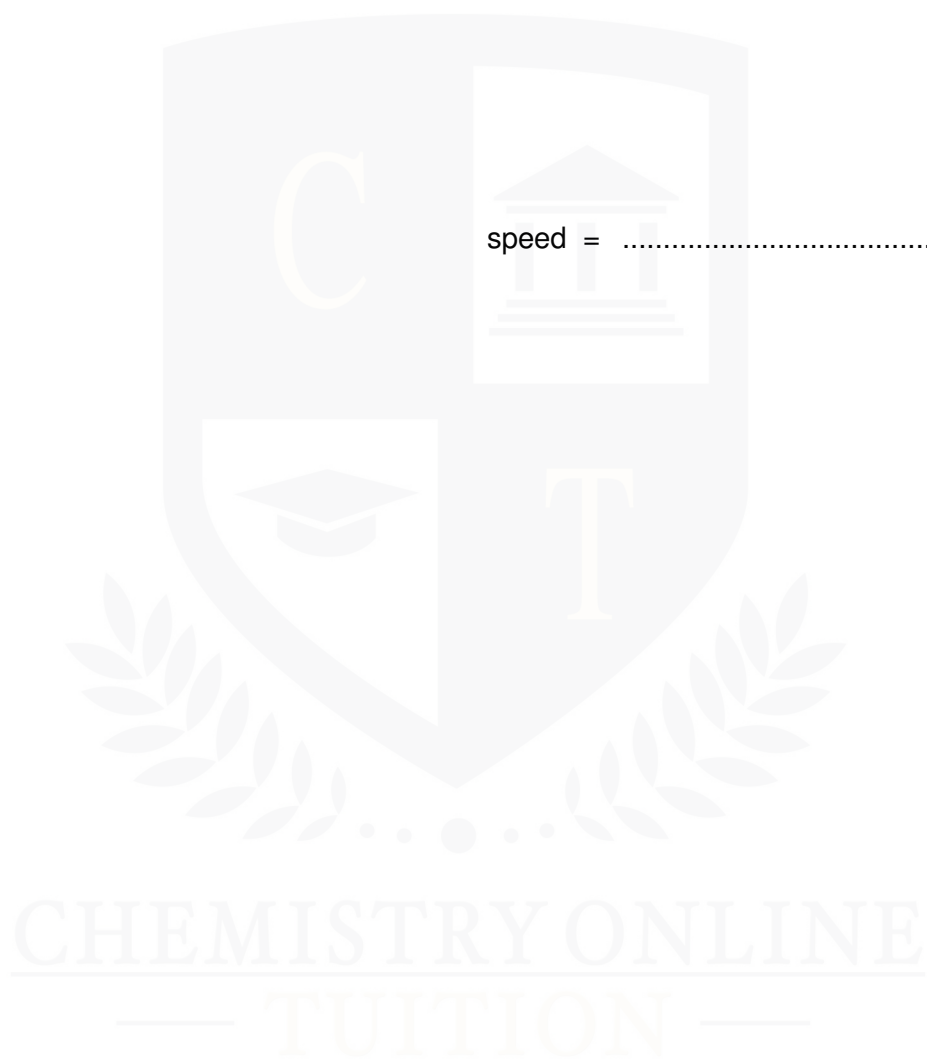 C
speed = ......................................
T
CHEMISTRY ONLINE
TUITION